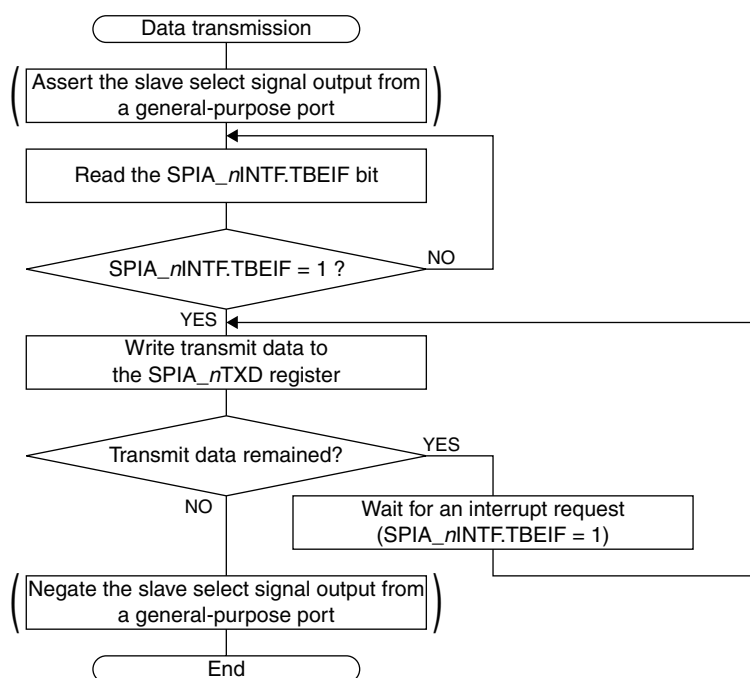 Data transmission
Assert the slave select signal output from
a general-purpose port
Read the SPIA_nINTF.TBEIF bit
SPIA_nINTF.TBEIF = 1 ?
NO
YES
Write transmit data to
the SPIA_nTXD register
Transmit data remained?
YES
NO
Wait for an interrupt request
(SPIA_nINTF.TBEIF = 1)
Negate the slave select signal output from
a general-purpose port
End